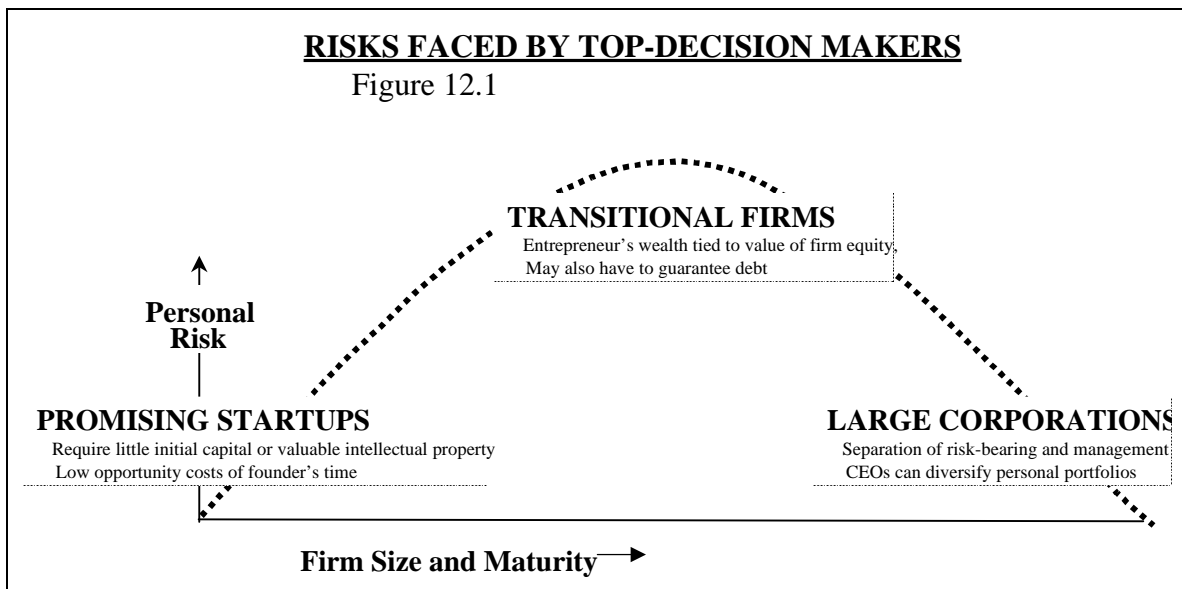 RISKS FACED BY TOP-DECISION MAKERS
Figure 12.1
TRANSITIONAL FIRMS
Entrepreneur's wealth tied to value of firm equity,
May also have to guarantee debt
Personal
Risk
PROMISING STARTUPS
Require little initial capital or valuable intellectual property
Low opportunity costs of founder's time
LARGE CORPORATIONS
Separation of risk-bearing and management
CEOs can diversify personal portfolios
Firm Size and Maturity